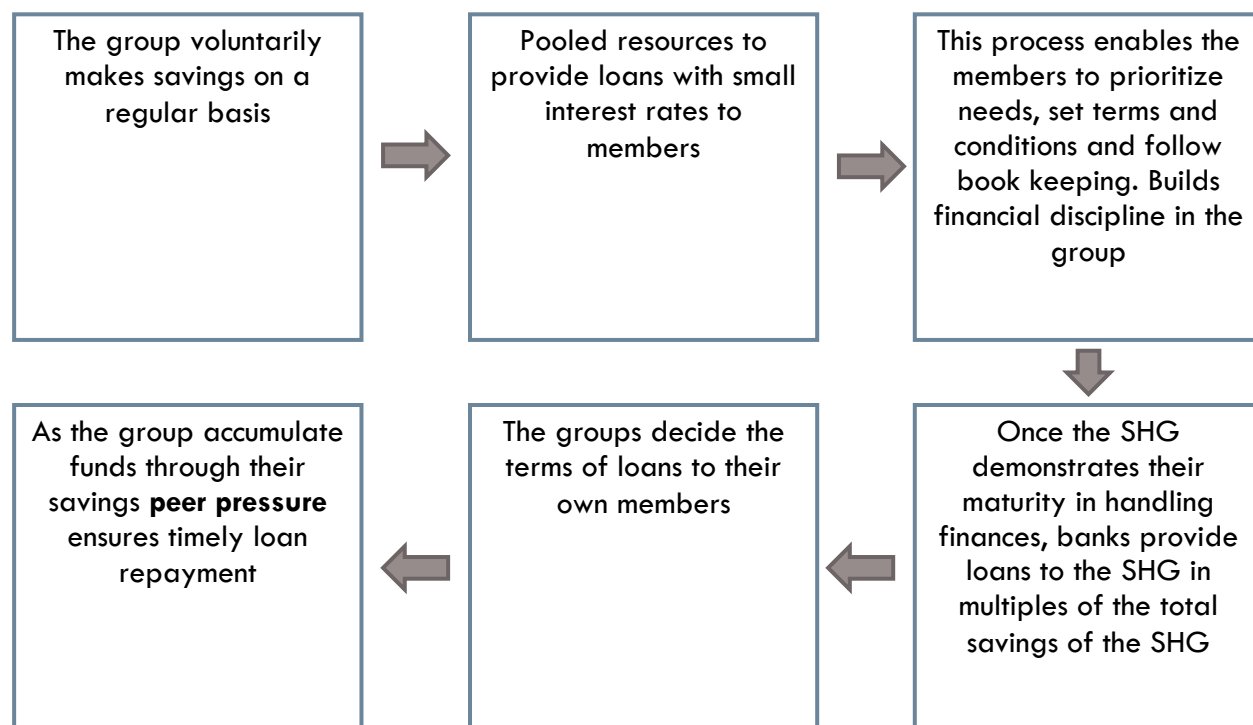 The group voluntarily
makes savings on a
regular basis
Pooled resources to
provide loans with small
interest rates to
members
This process enables the
members to prioritize
needs, set terms and
conditions and follow
book keeping. Builds
financial discipline in the
group
Once the SHG
demonstrates their
maturity in handling
finances, banks provide
loans to the SHG in
multiples of the total
savings of the SHG
The groups decide the
terms of loans to their
own members
As the group accumulate
funds through their
savings peer pressure
ensures timely loan
repayment